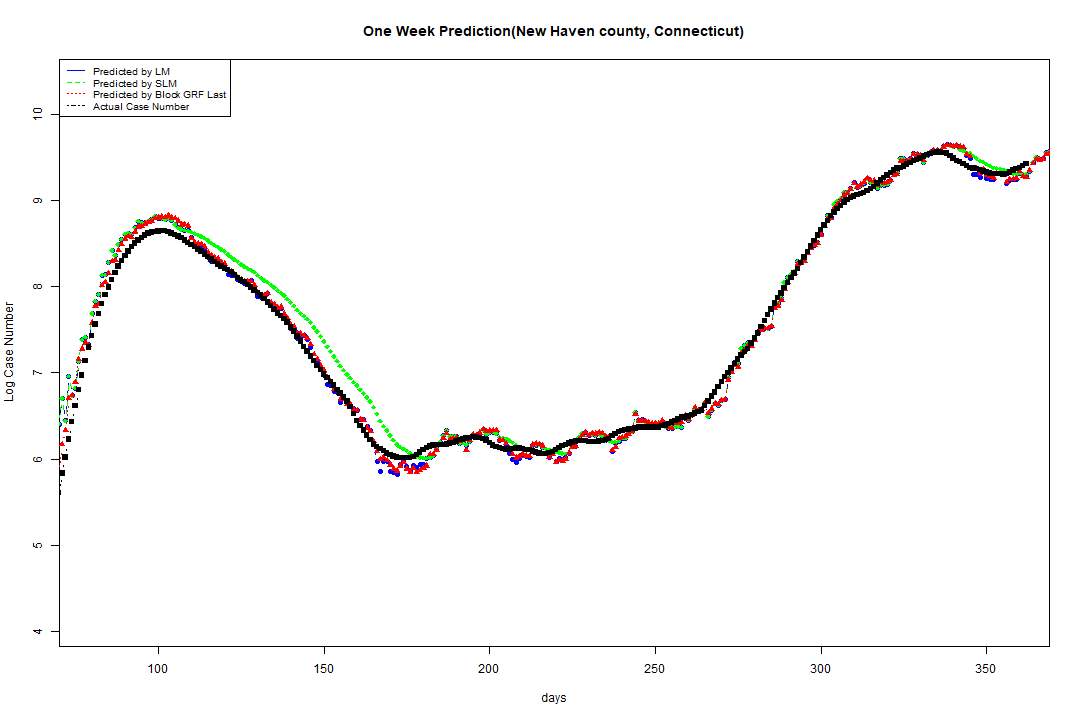 One Week Prediction(New Haven county, Connecticut)
Predicted by LM
Predicted by SLM
Predicted by Block GRF Last
Actual Case Number
Log Case Number
10
9
8
7
6
5
4
100 150 200 250 300 350
days